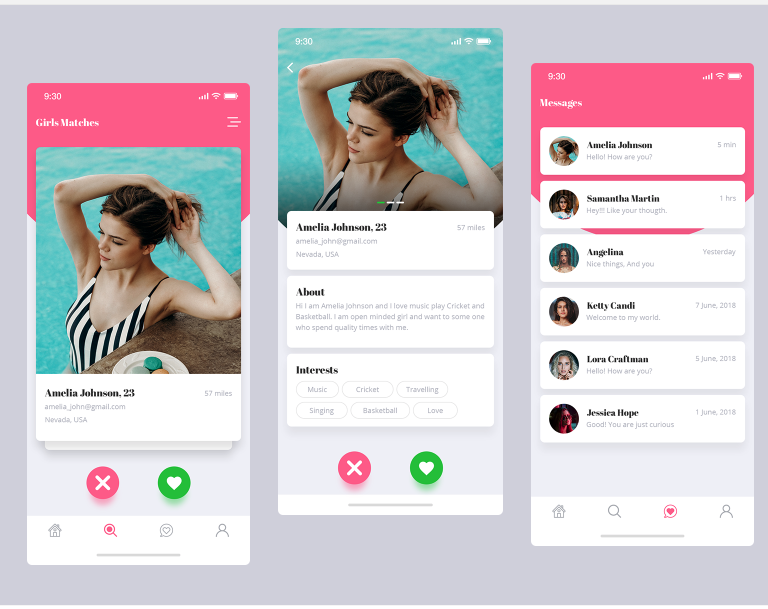 9:30
Girls Matches
Amelia Johnson, 23
57 miles
amelia_john@gmail.com
Nevada, USA
9:30
Amelia Johnson, 23
57 miles
amelia_john@gmail.com
Nevada, USA
About
Hi I am Amelia Johnson and I love music play Cricket and
Basketball. I am open minded girl and want to some one
who spend quality times with me.
Interests
Music
Cricket
Travelling
Singing
Basketball
Love
9:30
Messages
Amelia Johnson
5 min
Hello! How are you?
Samantha Martin
1 hrs
Hey!!! Like your thougth.
Angelina
Yesterday
Nice things, And you
Ketty Candi
7 June, 2018
Welcome to my world.
Lora Craftman
5 June, 2018
Hello! How are you?
Jessica Hope
1 June, 2018
Good! You are just curious